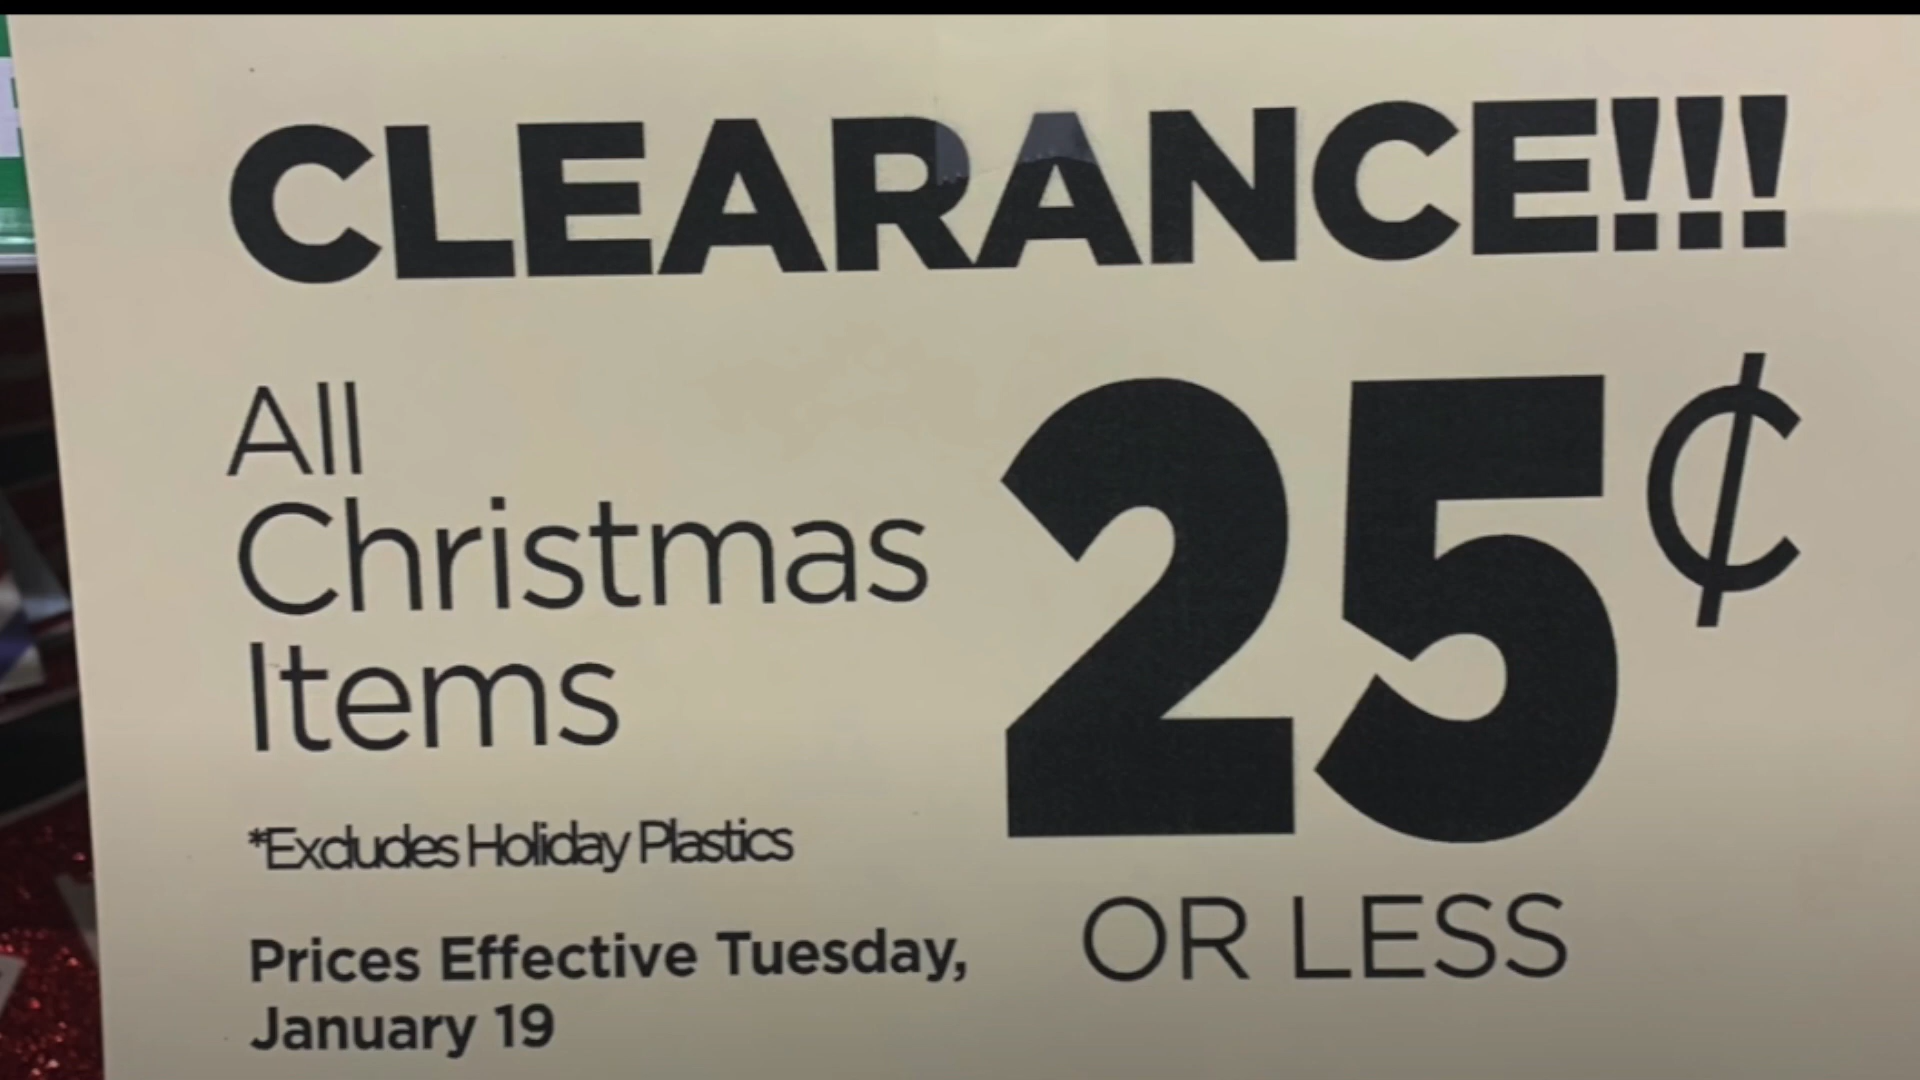 CLEARANCE!!!
All
Christmas
Items
25¢
OR LESS
*Excludes Holiday Plastics
Prices Effective Tuesday,
January 19